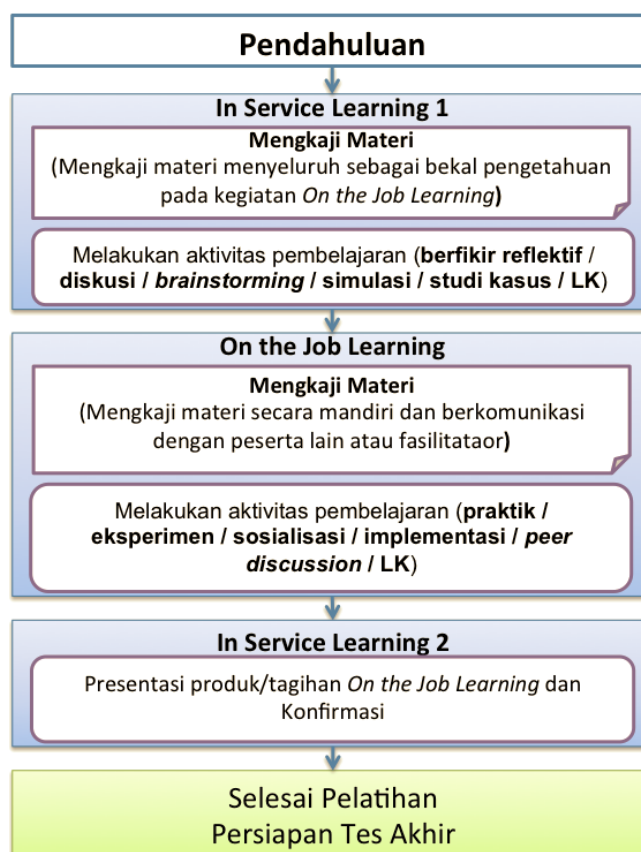 Pendahuluan
In Service Learning 1
Mengkaji Materi
(Mengkaji materi menyeluruh sebagai bekal pengetahuan
pada kegiatan On the Job Learning)
Melakukan aktivitas pembelajaran (berfikir reflektif /
diskusi / brainstorming / simulasi / studi kasus / LK)
On the Job Learning
Mengkaji Materi
(Mengkaji materi secara mandiri dan berkomunikasi
dengan peserta lain atau fasilitataor)
Melakukan aktivitas pembelajaran (praktik /
eksperimen / sosialisasi / implementasi / peer
discussion / LK)
In Service Learning 2
Presentasi produk/tagihan On the Job Learning dan
Konfirmasi
Selesai Pelatihan
Persiapan Tes Akhir